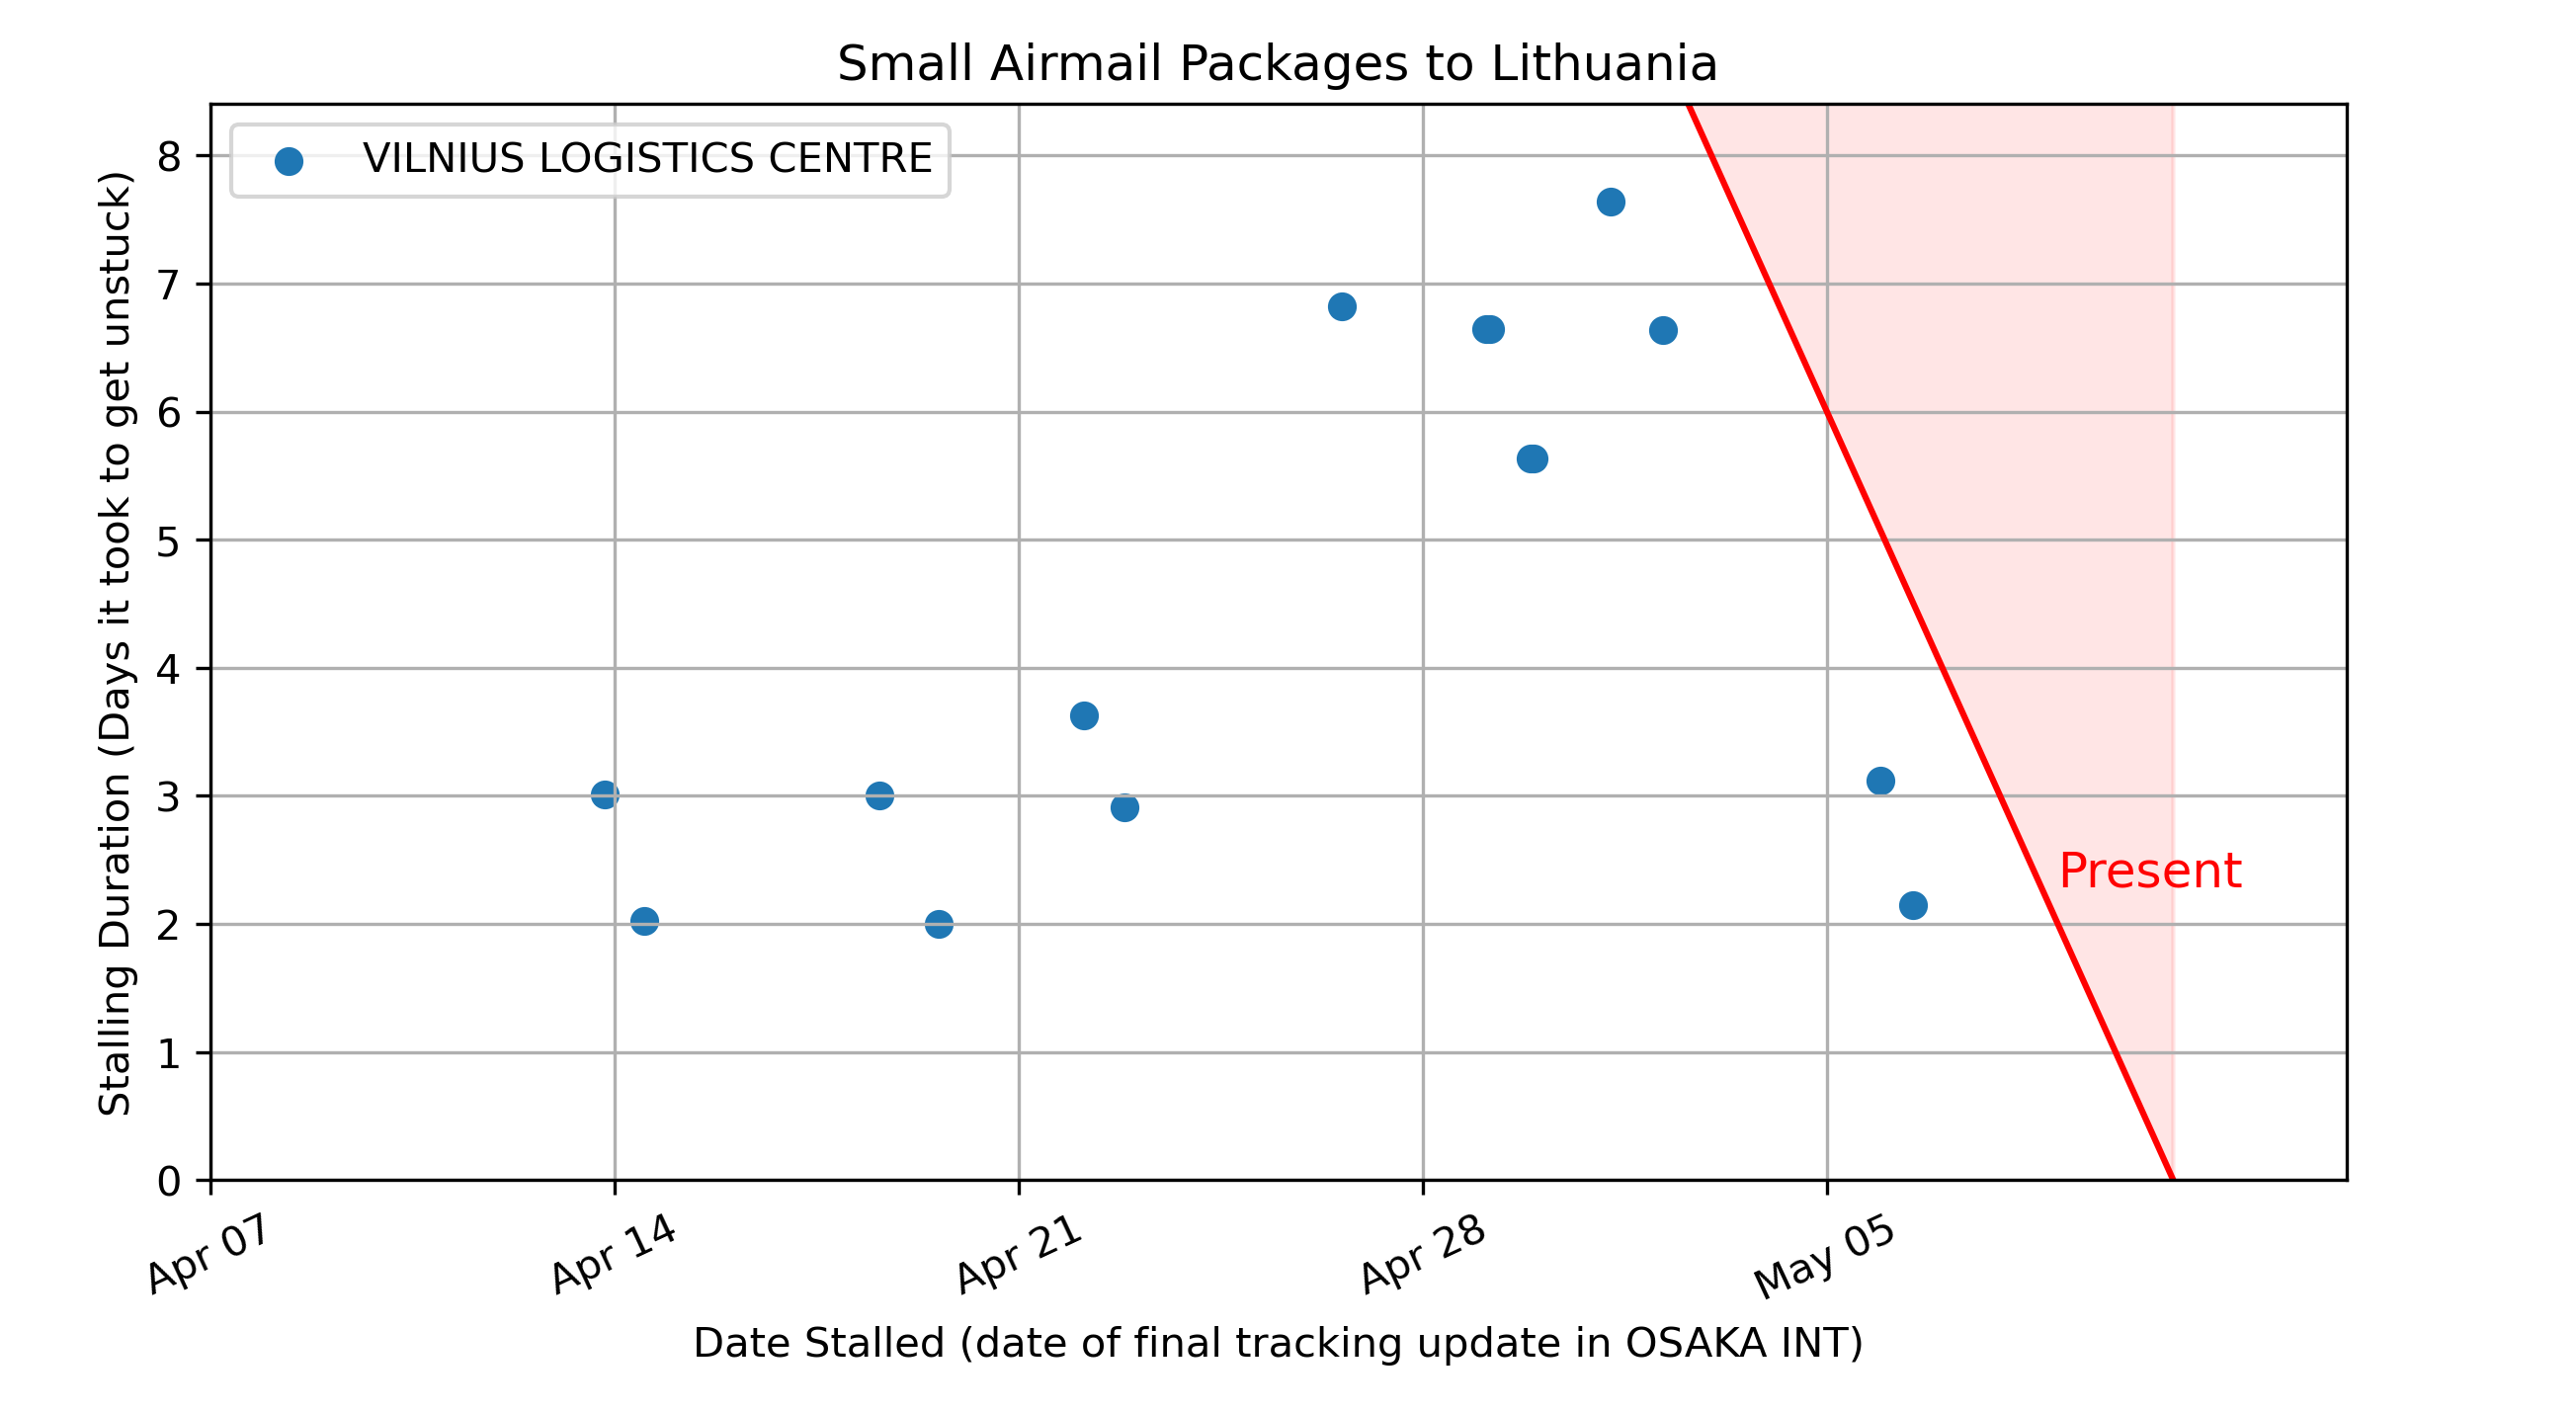 Small Airmail Packages to Lithuania
VILNIUS LOGISTICS CENTRE
Stalling Duration (Days it took to get unstuck)
8
7
6
5
4
3
2
1
0
Present
Apr 07
Apr 14
Apr 21
Apr 28
May 05
Date Stalled (date of final tracking update in OSAKA INT)